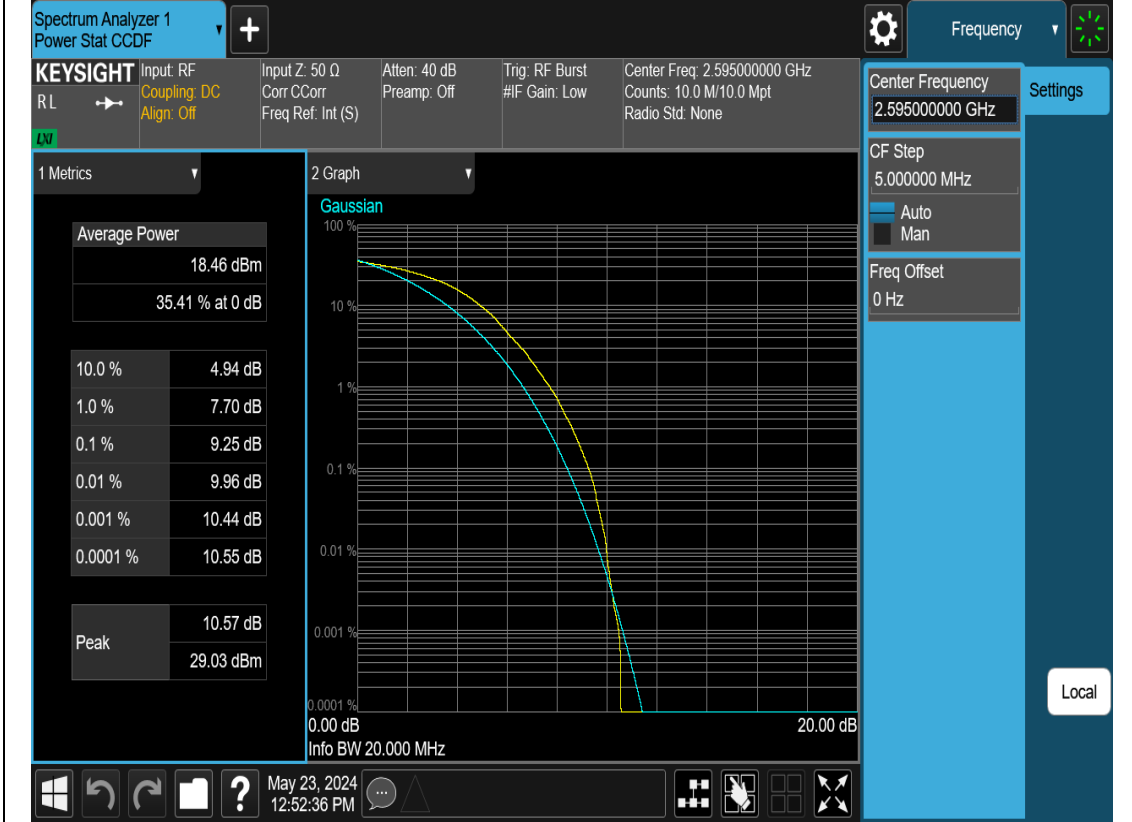 Spectrum Analyzer 1
Power Stat CCDF
Frequency
KEYSIGHT
RL
LXI
Input: RF
Coupling: DC
Align: Off
Input Z: 50 Ω
Corr CCorr
Freq Ref: Int (S)
Atten: 40 dB
Preamp: Off
Trig: RF Burst
#IF Gain: Low
Center Freq: 2.595000000 GHz
Counts: 10.0 M/10.0 Mpt
Radio Std: None
Center Frequency
2.595000000 GHz
Settings
CF Step
5.000000 MHz
Auto
Man
Freq Offset
0 Hz
1 Metrics
Average Power
18.46 dBm
35.41 % at 0 dB
10.0 % 4.94 dB
1.0 % 7.70 dB
0.1 % 9.25 dB
0.01 % 9.96 dB
0.001 % 10.44 dB
0.0001 % 10.55 dB
Peak
10.57 dB
29.03 dBm
2 Graph
Gaussian
100 %
10 %
1 %
0.1 %
0.01 %
0.001 %
0.0001 %
0.00 dB 20.00 dB
Info BW 20.000 MHz
Local
?
May 23, 2024
12:52:36 PM